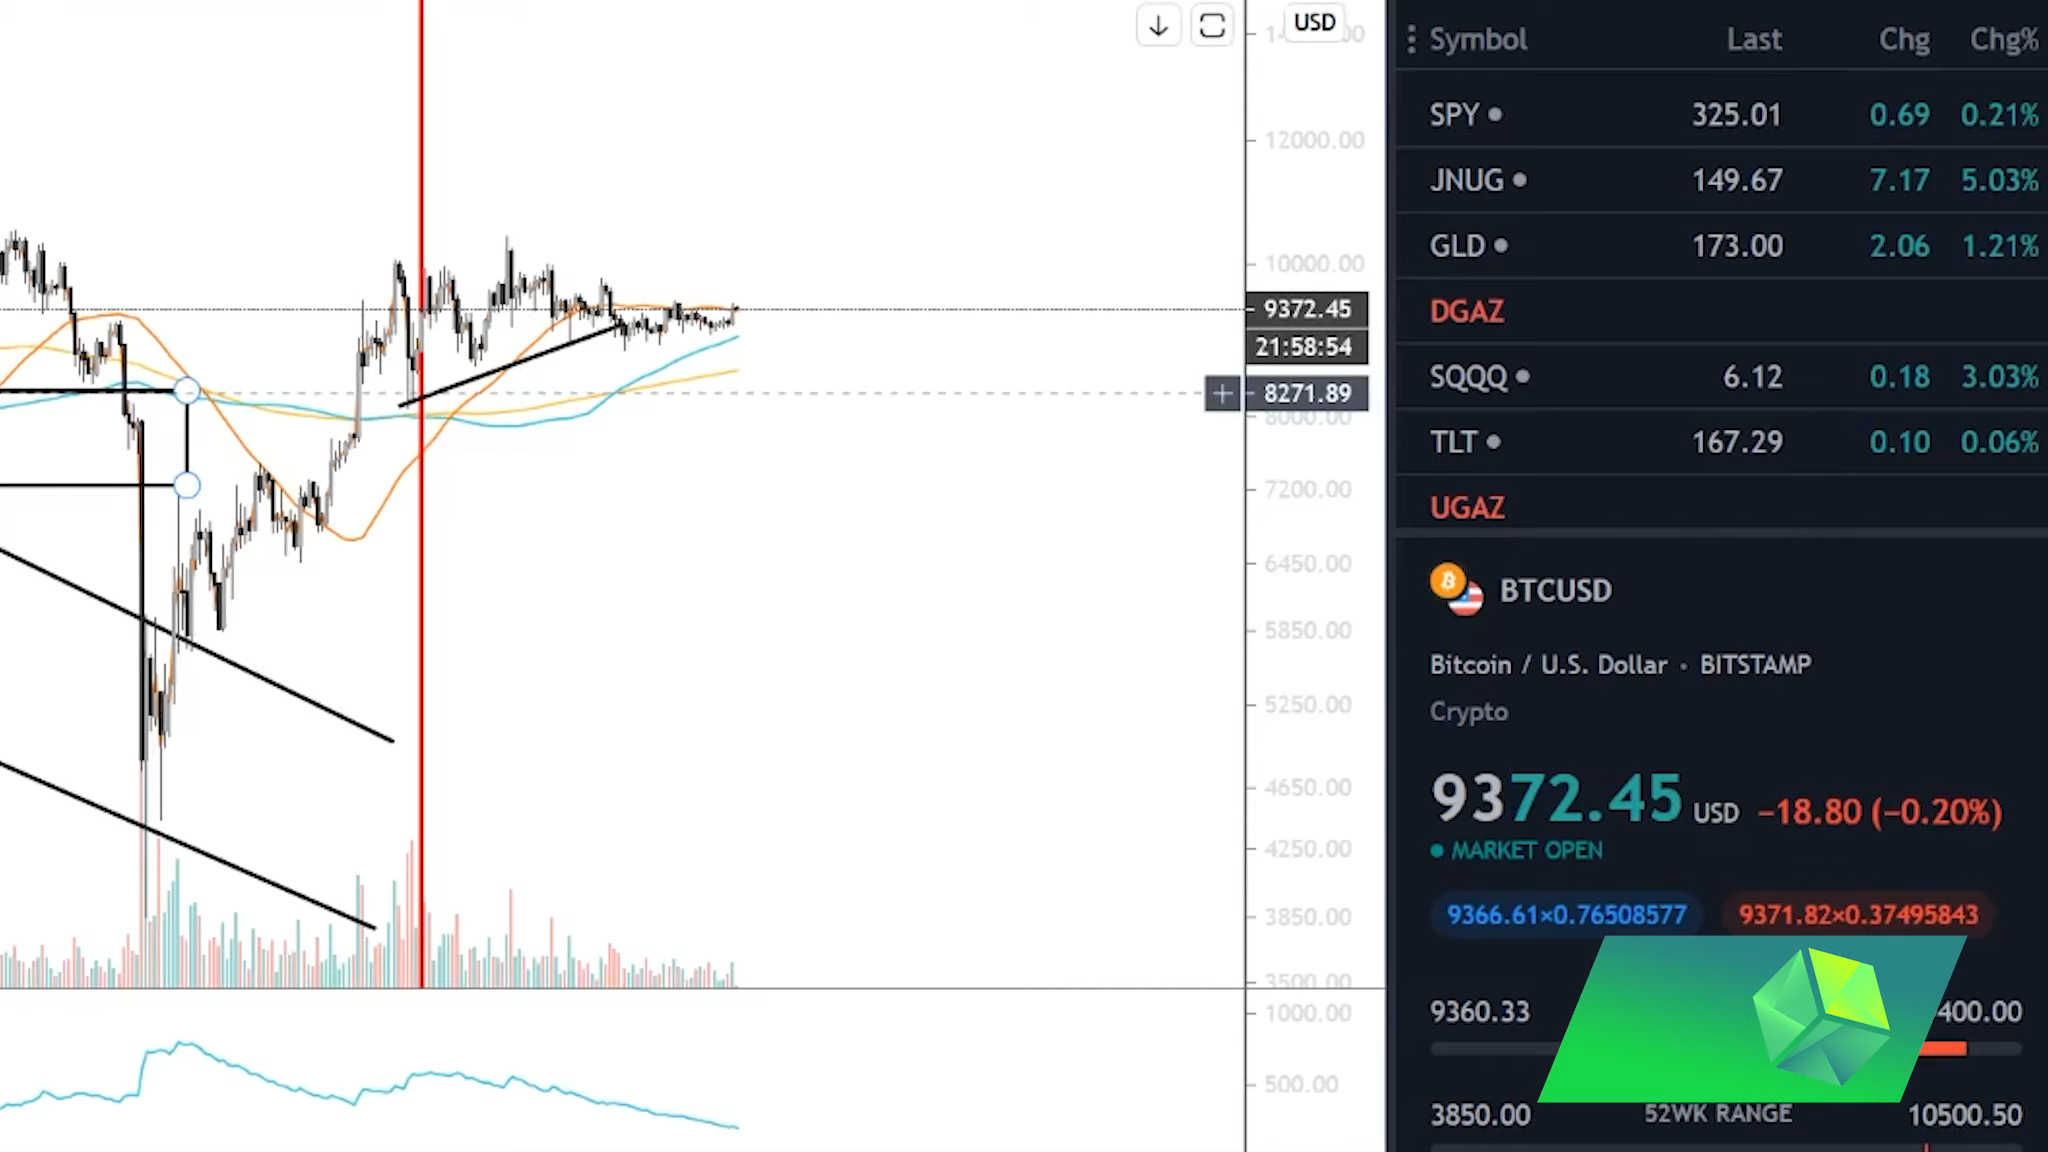 USD
12000.00
10000.00
9372.45
21:58:54
8271.89
8000.00
7200.00
6450.00
5850.00
5250.00
4650.00
4250.00
3850.00
3500.00
1000.00
500.00
Symbol Last Chg Chg%
SPY 325.01 0.69 0.21%
JNUG 149.67 7.17 5.03%
GLD 173.00 2.06 1.21%
DGAZ
SQQQ 6.12 0.18 3.03%
TLT 167.29 0.10 0.06%
UGAZ
BTCUSD
Bitcoin / U.S. Dollar · BITSTAMP
Crypto
9372.45 USD −18.80 (−0.20%)
MARKET OPEN
9366.61×0.76508577 9371.82×0.37495843
9360.33 400.00
3850.00 52WK RANGE 10500.50